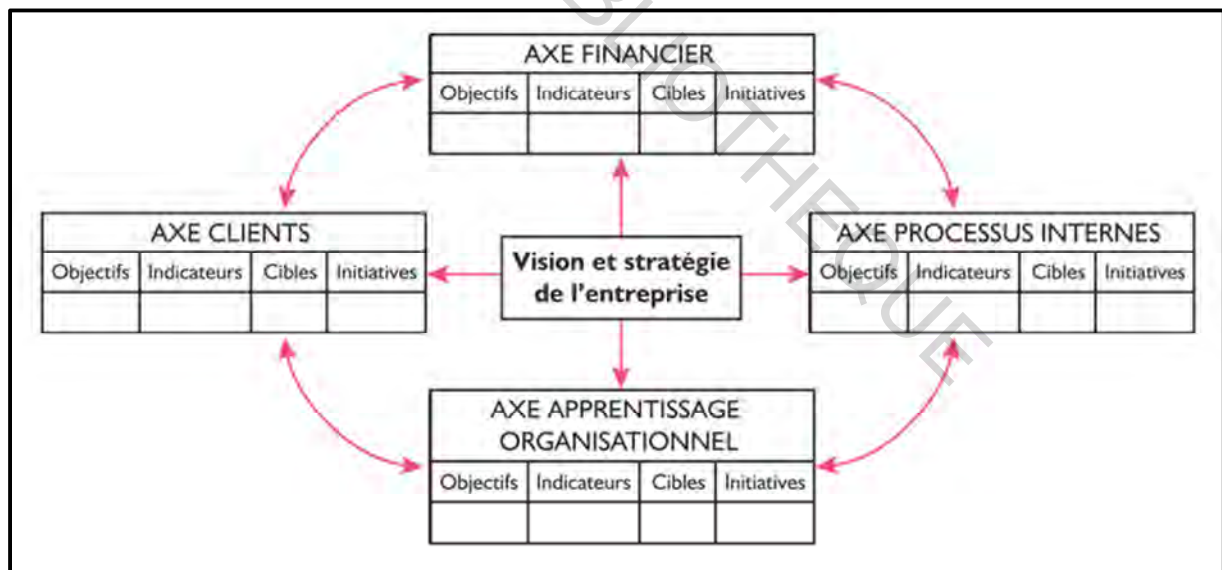 AXE FINANCIER
Objectifs Indicateurs Cibles Initiatives
AXE CLIENTS
Objectifs Indicateurs Cibles Initiatives
Vision et stratégie
de l'entreprise
AXE PROCESSUS INTERNES
Objectifs Indicateurs Cibles Initiatives
AXE APPRENTISSAGE
ORGANISATIONNEL
Objectifs Indicateurs Cibles Initiatives
BLIOTHEQUE